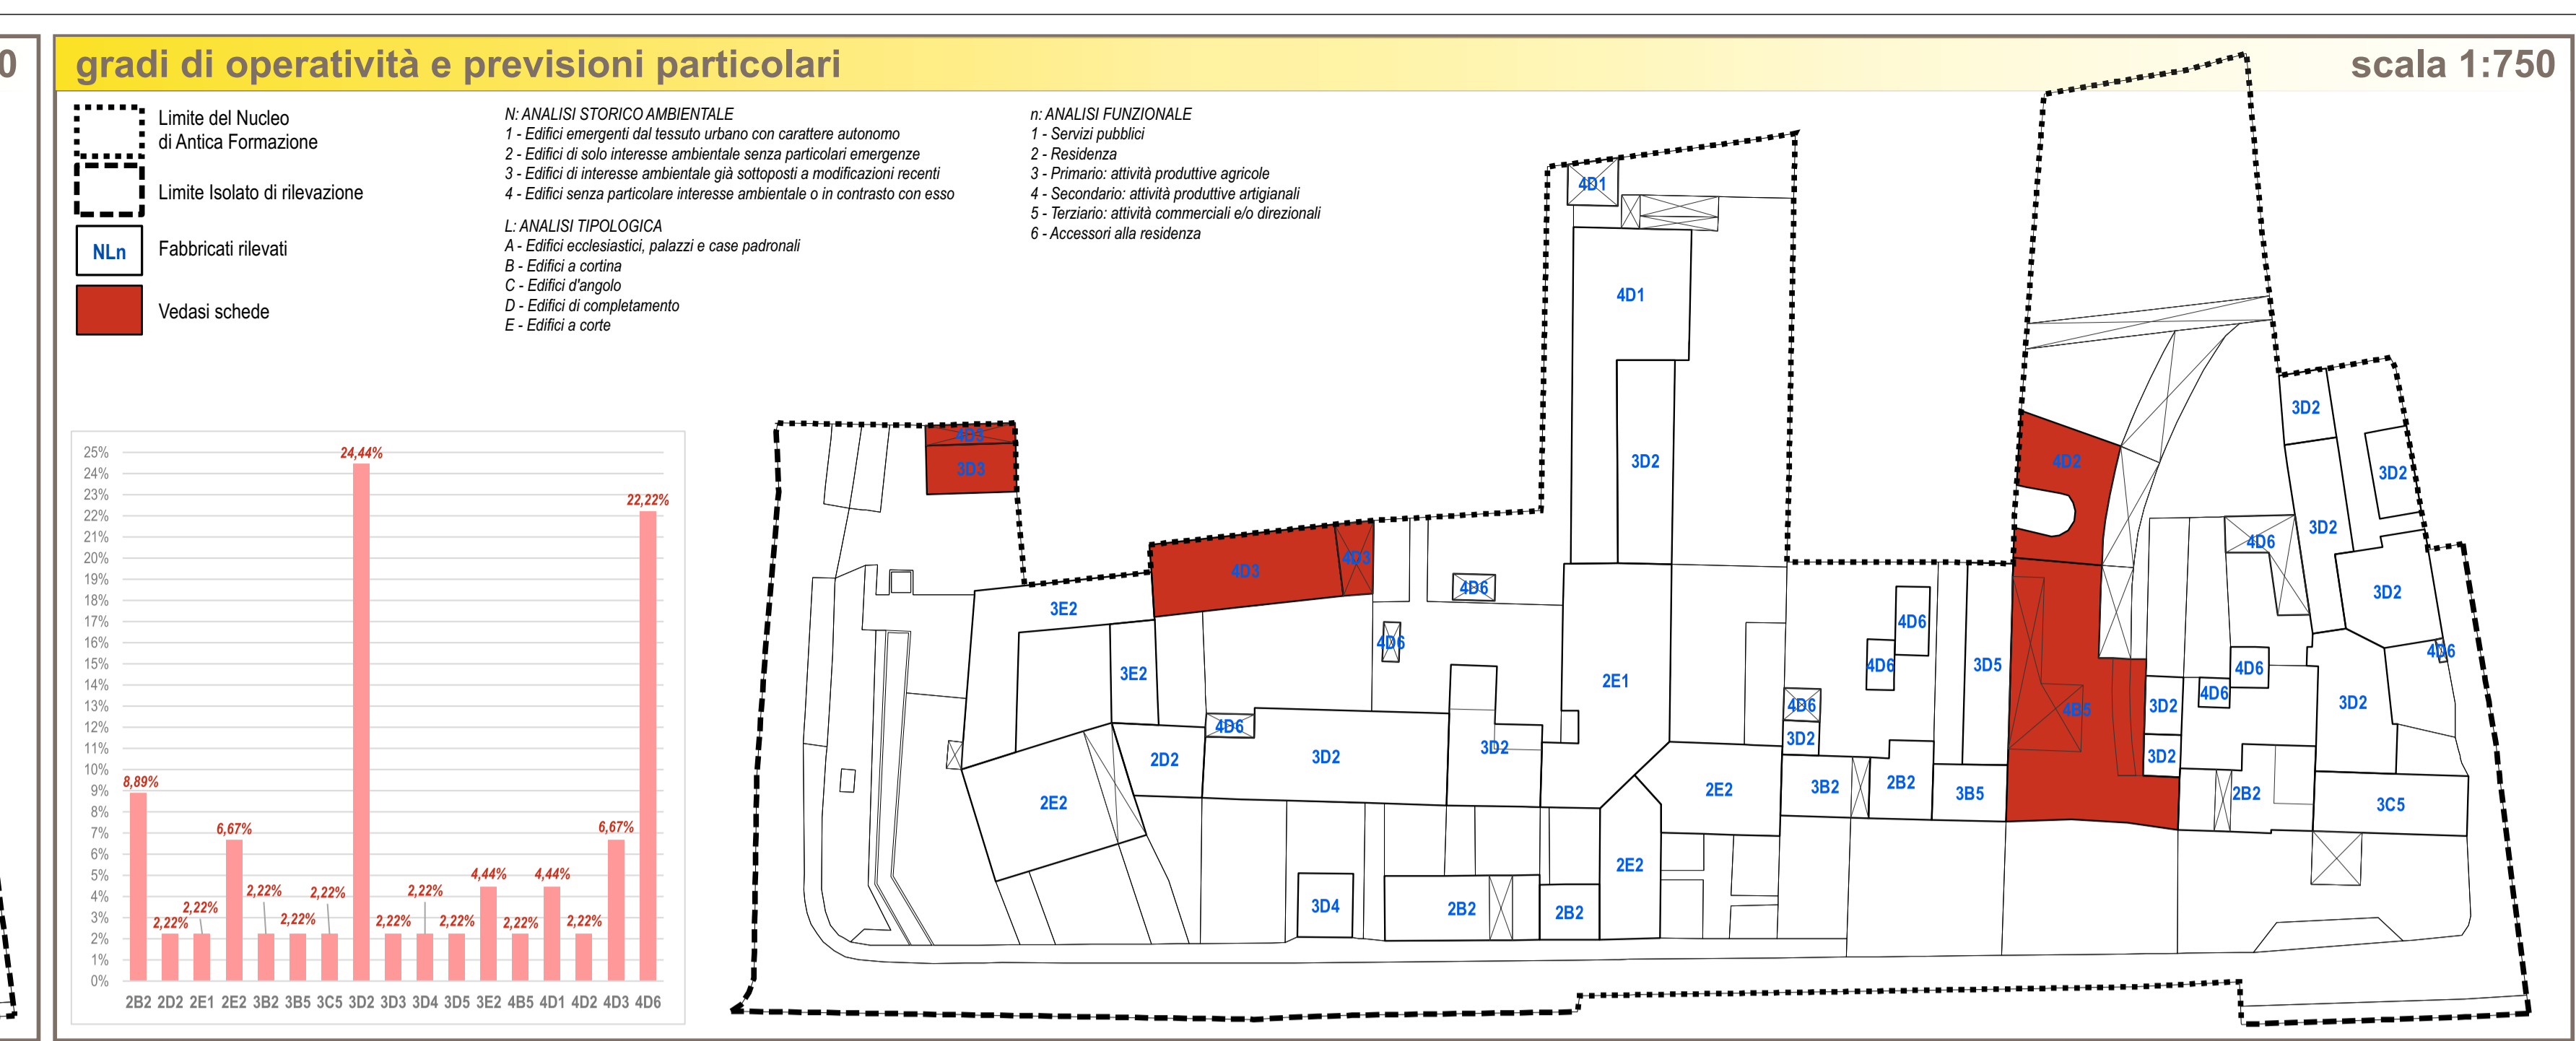 0
gradi di operatività e previsioni particolari
scala 1:750
Limite del Nucleo
di Antica Formazione
Limite Isolato di rilevazione
NLn
Fabbricati rilevati
Vedasi schede
N: ANALISI STORICO AMBIENTALE
1 - Edifici emergenti dal tessuto urbano con carattere autonomo
2 - Edifici di solo interesse ambientale senza particolari emergenze
3 - Edifici di interesse ambientale già sottoposti a modificazioni recenti
4 - Edifici senza particolare interesse ambientale o in contrasto con esso
L: ANALISI TIPOLOGICA
A - Edifici ecclesiastici, palazzi e case padronali
B - Edifici a cortina
C - Edifici d'angolo
D - Edifici di completamento
E - Edifici a corte
n: ANALISI FUNZIONALE
1 - Servizi pubblici
2 - Residenza
3 - Primario: attività produttive agricole
4 - Secondario: attività produttive artigianali
5 - Terziario: attività commerciali e/o direzionali
6 - Accessori alla residenza
25%
24%
23%
22%
21%
20%
19%
18%
17%
16%
15%
14%
13%
12%
11%
10%
9%
8%
7%
6%
5%
4%
3%
2%
1%
0%
8,89%
2,22%
2,22%
6,67%
2,22%
2,22%
2,22%
24,44%
2,22%
2,22%
2,22%
4,44%
2,22%
4,44%
2,22%
6,67%
22,22%
2B2 2D2 2E1 2E2 3B2 3B5 3C5 3D2 3D3 3D4 3D5 3E2 4B5 4D1 4D2 4D3 4D6
4D3
3D3
3E2
3E2
4D3
4D3
4D6
4D6
4D6
2D2
2E2
3D2
3D2
3D4
2B2
2B2
2E2
2E1
4D1
4D1
3D2
2E2
4D6
3D2
3B2
2B2
4D6
4D6
3D5
3B5
4D2
4B5
3D2
3D2
4D6
4D6
4D6
2B2
3D2
3D2
3D2
3D2
4D6
3D2
3C5